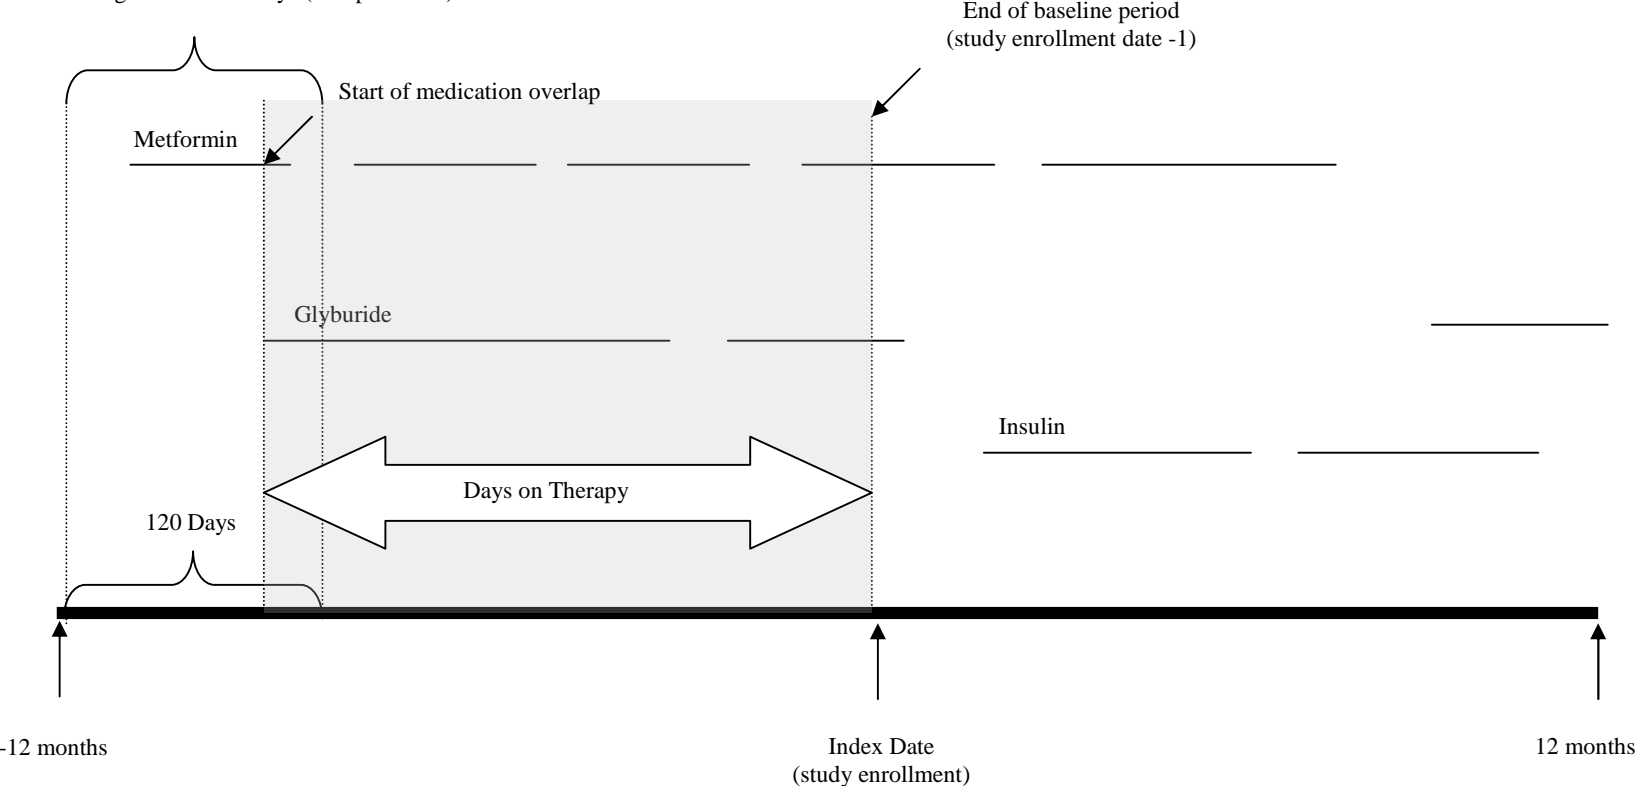 End of baseline period
(study enrollment date -1)
Start of medication overlap
Metformin
Glyburide
Insulin
Days on Therapy
120 Days
-12 months
Index Date
(study enrollment)
12 months